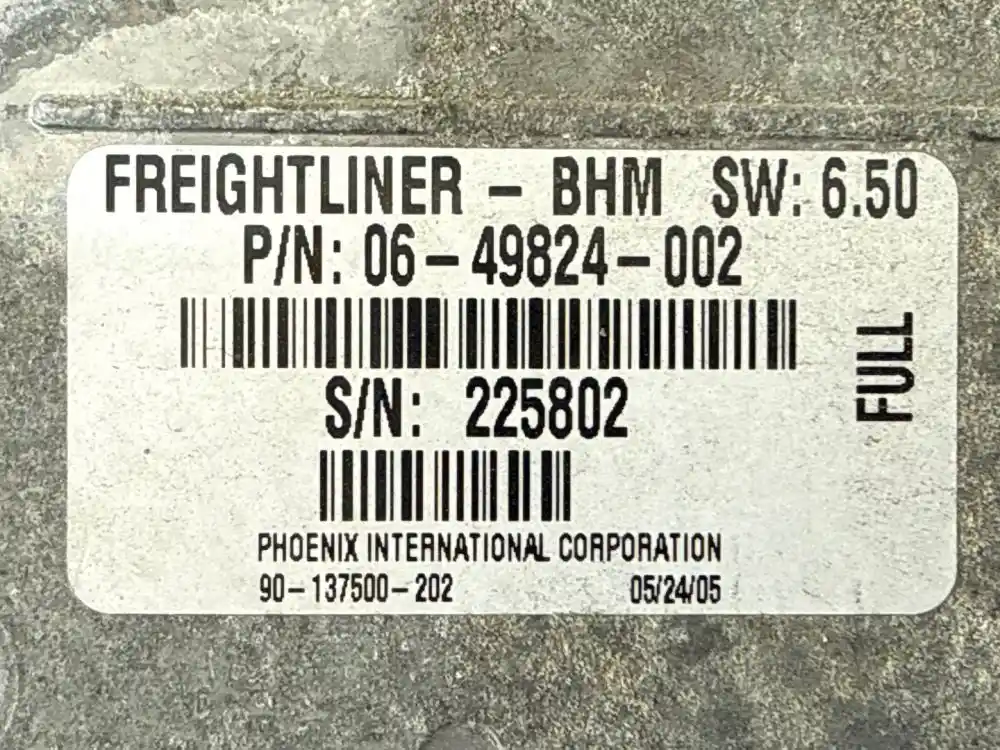 FREIGHTLINER - BHM SW: 6.50
P/N: 06-49824-002
FULL
S/N: 225802
PHOENIX INTERNATIONAL CORPORATION
90-137500-202 05/24/05